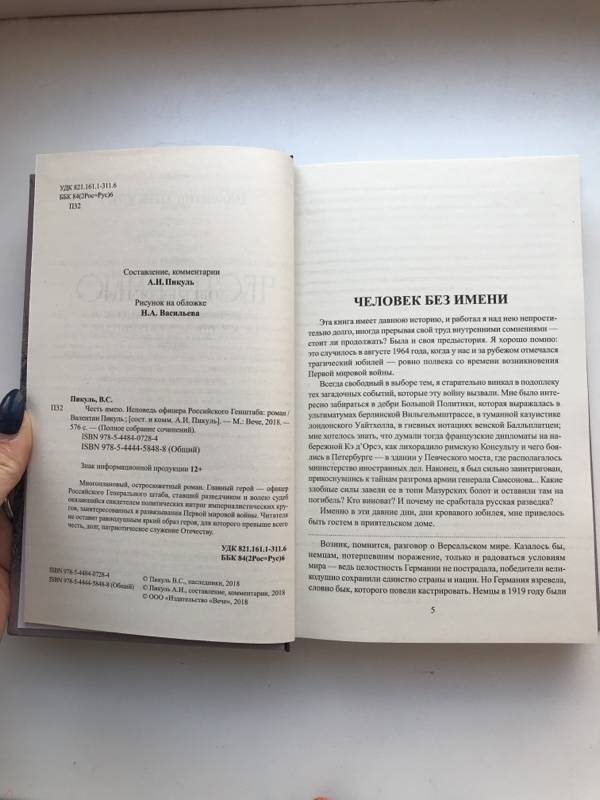 УДК 821.161.1-311.6
ББК 84(2Рос=Рус)6
П32
Составление, комментарии
А.И. Пикуль
Рисунок на обложке
Н.А. Васильева
Пикуль, В.С.
П32 Честь имею. Исповедь офицера Российского Генштаба: роман /
Валентин Пикуль ; [сост. и комм. А.И. Пикуль]. — М.: Вече, 2018. —
576 с. — (Полное собрание сочинений).
ISBN 978-5-4484-0728-4
ISBN 978-5-4444-5848-8 (Общий)
Знак информационной продукции 12+
Многоплановый, остросюжетный роман. Главный герой — офицер
Российского Генерального штаба, ставший разведчиком и волею судеб
оказавшийся свидетелем политических интриг империалистических кру-
гов, заинтересованных в развязывании Первой мировой войны. Читателя
не оставит равнодушным яркий образ героя, для которого превыше всего
честь, долг, патриотическое служение Отечеству.
УДК 821.161.1-311.6
ББК 84(2Рос=Рус)6
ISBN 978-5-4484-0728-4
ISBN 978-5-4444-5848-8 (Общий)
© Пикуль В.С., наследники, 2018
© Пикуль А.И., составление, комментарии, 2018
© ООО «Издательство «Вече», 2018
ЧЕЛОВЕК БЕЗ ИМЕНИ
Эта книга имеет давнюю историю, и работал я над нею непрости-
тельно долго, иногда прерывая свой труд внутренними сомнениями —
стоит ли продолжать? Была и своя предыстория. Я хорошо помню:
это случилось в августе 1964 года, когда у нас и за рубежом отмечался
трагический юбилей — ровно полвека со времени возникновения
Первой мировой войны.
Всегда свободный в выборе тем, я старательно вникал в подоплеку
тех загадочных событий, которые эту войну вызвали. Мне было инте-
ресно забираться в дебри Большой Политики, которая выражалась в
ультиматумах берлинской Вильгельмштрассе, в туманной казуистике
лондонского Уайтхолла, в гневных нотациях венской Балльплатцен;
мне хотелось знать, что думали тогда французские дипломаты на на-
бережной Кэ д’Орсэ, как лихорадило римскую Консульту и чего боя-
лись в Петербурге — в здании у Певческого моста, где располагалось
министерство иностранных дел. Наконец, я был сильно заинтригован,
прикоснувшись к тайнам разгрома армии генерала Самсонова... Какие
злобные силы завели ее в топи Мазурских болот и оставили там на
погибель? Кто виноват? И почему не сработала русская разведка?
Именно в эти давние дни, дни кровавого юбилея, мне привелось
быть гостем в приятельском доме.
Возник, помнится, разговор о Версальском мире. Казалось бы,
немцам, потерпевшим поражение, только и радоваться условиям
мира — ведь целостность Германии не пострадала, победители вели-
кодушно сохранили единство страны и нации. Но Германия взревела,
словно бык, которого повели кастрировать. Немцы в 1919 году были
5